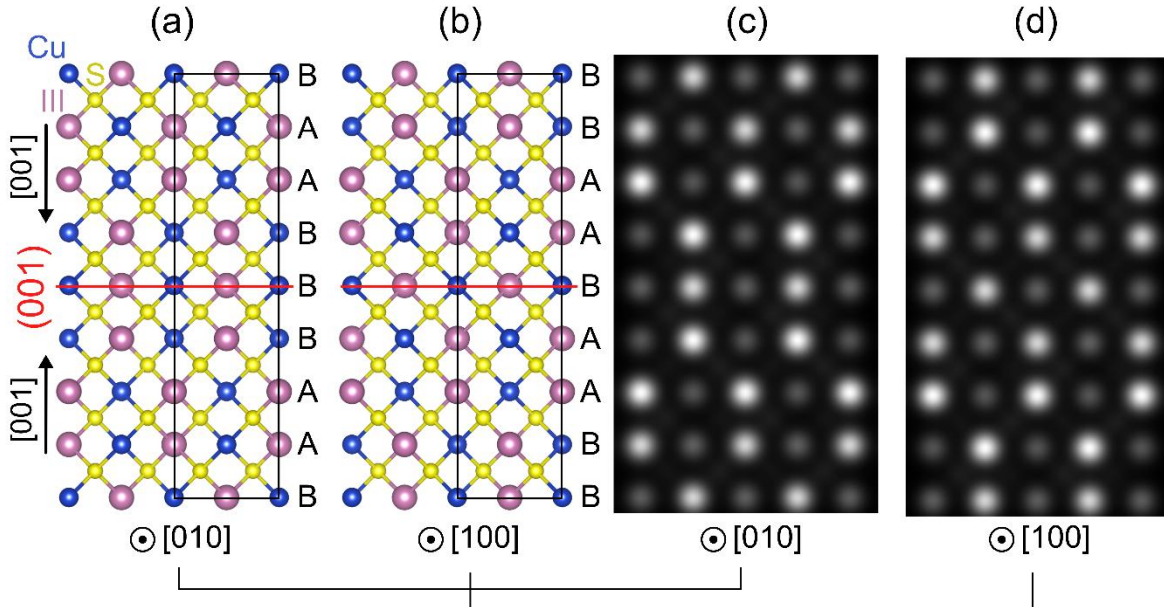 (a) (b) (c) (d)
Cu
S
III
B B
A B
[001]
A A
B A
(001)
B B
B A
[001]
A A
A B
B B
⊙[010] ⊙[100] ⊙[010] ⊙[100]